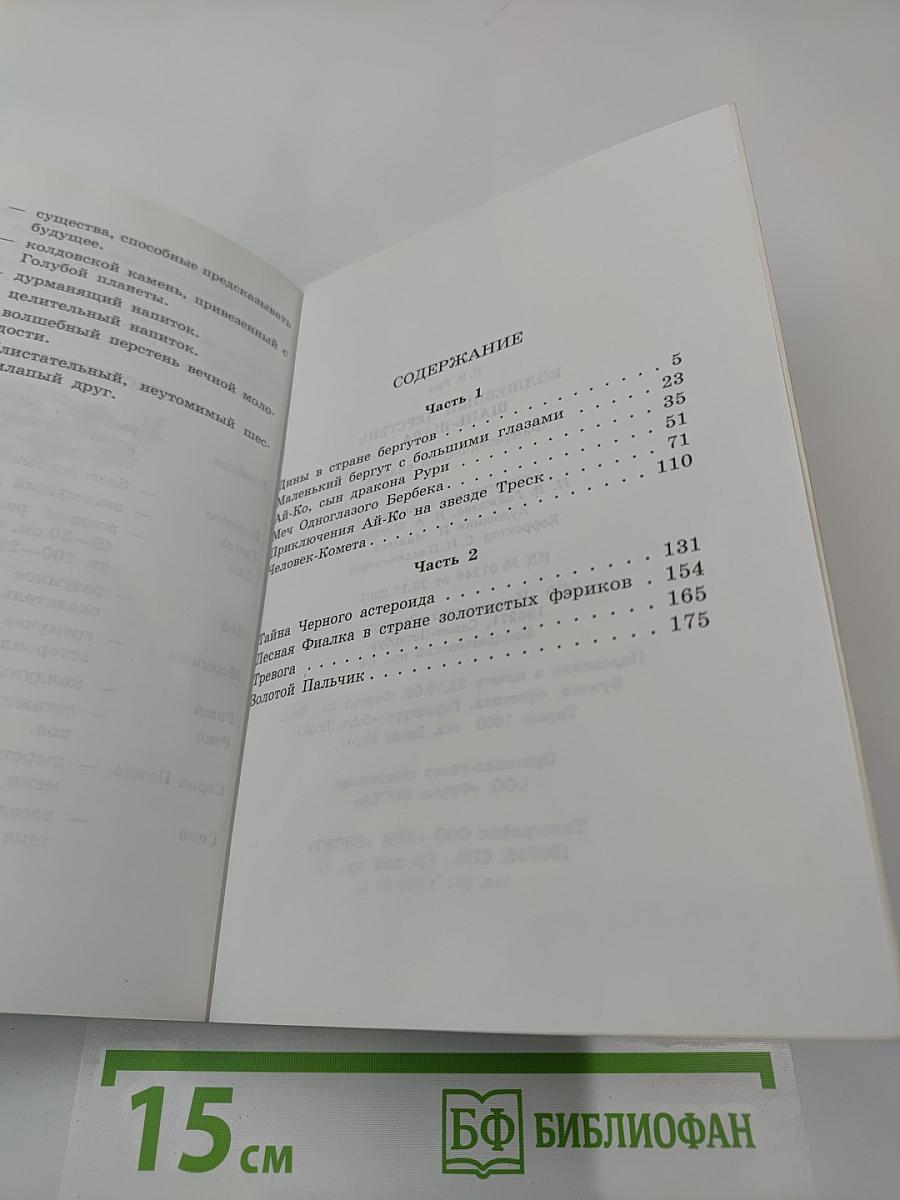 — существа, способные предсказывать
будущее.
— колдовской камень, привезенный с
Голубой планеты.
дурманящий напиток.
целительный напиток.
волшебный перстень вечной моло-
дости.
листательный, неутомимый шес-
илапый друг.
СОДЕРЖАНИЕ
Часть 1
Дины в стране бергутов . . . . . . . . . . . . 5
Маленький бергут с большими глазами . . . . . 23
Ай-Ко, сын дракона Рури . . . . . . . . . . . 35
Меч Одноглазого Бербека . . . . . . . . . . . 51
Приключения Ай-Ко на звезде Треск . . . . . . 71
Человек-Комета . . . . . . . . . . . . . . . 110
Часть 2
Тайна Черного астероида . . . . . . . . . . . 131
Лесная Фиалка в стране золотистых фэриков . 154
Тревога . . . . . . . . . . . . . . . . . . 165
Золотой Пальчик . . . . . . . . . . . . . . 175
15 см
БФ БИБЛИОФАН